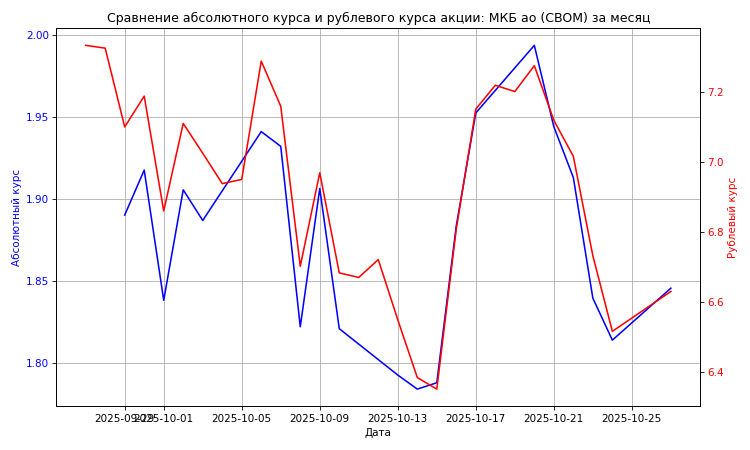 Сравнение абсолютного курса и рублевого курса акции: МКБ ао (CBOM) за месяц
2.00
1.95
1.90
1.85
1.80
Абсолютный курс
7.2
7.0
6.8
6.6
6.4
Рублевый курс
2025-09-29 2025-10-01 2025-10-05 2025-10-09 2025-10-13 2025-10-17 2025-10-21 2025-10-25
Дата